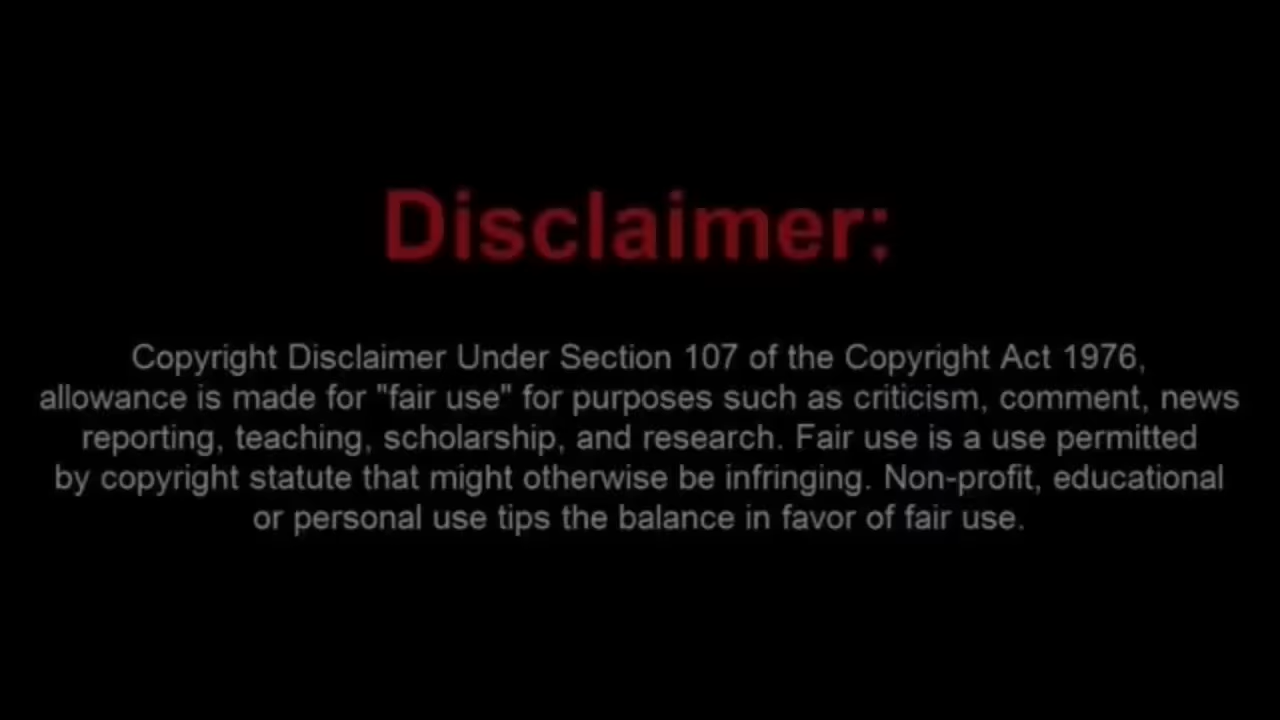 Disclaimer:
Copyright Disclaimer Under Section 107 of the Copyright Act 1976,
allowance is made for "fair use" for purposes such as criticism, comment, news
reporting, teaching, scholarship, and research. Fair use is a use permitted
by copyright statute that might otherwise be infringing. Non-profit, educational
or personal use tips the balance in favor of fair use.